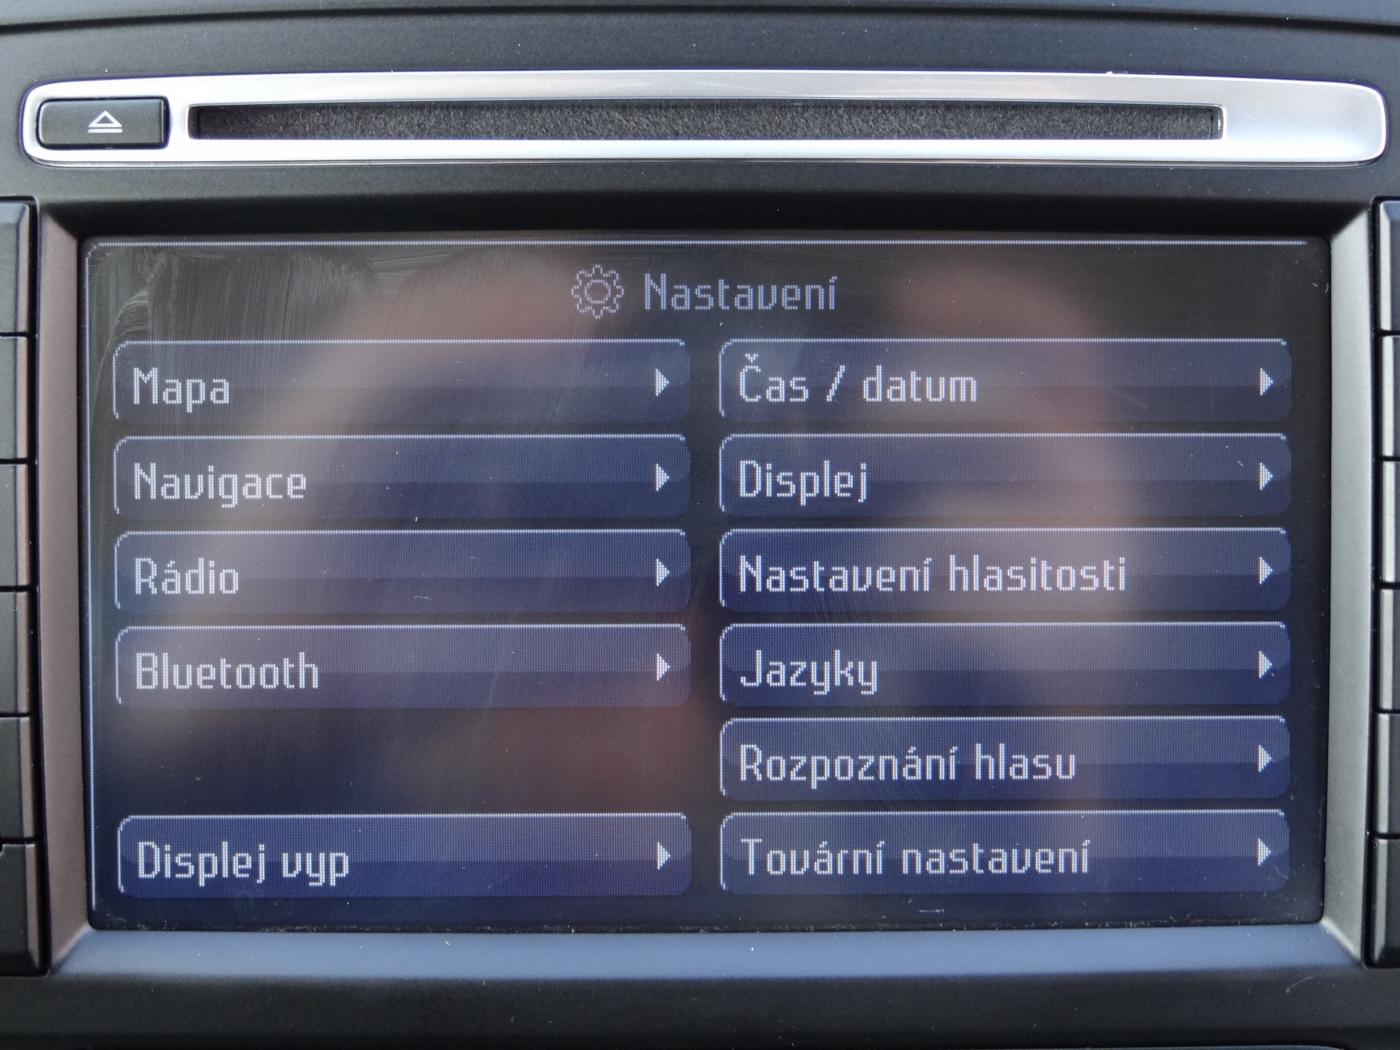 Nastavení
Mapa
Navigace
Rádio
Bluetooth
Displej vyp
Čas / datum
Displej
Nastavení hlasitosti
Jazyky
Rozpoznání hlasu
Tovární nastavení